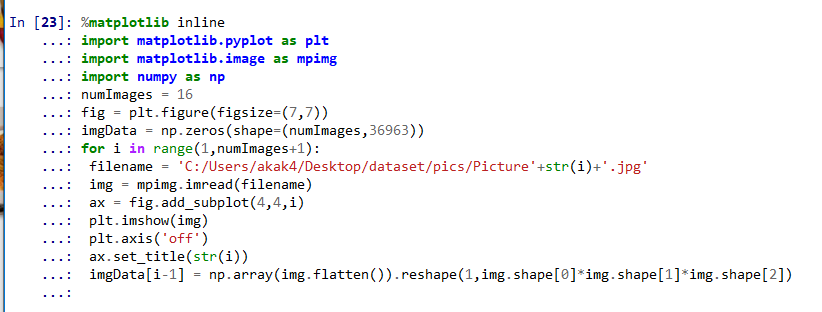 In [23]: %matplotlib inline
...: import matplotlib.pyplot as plt
...: import matplotlib.image as mpimg
...: import numpy as np
...: numImages = 16
...: fig = plt.figure(figsize=(7,7))
...: imgData = np.zeros(shape=(numImages,36963))
...: for i in range(1,numImages+1):
...:  filename = 'C:/Users/akak4/Desktop/dataset/pics/Picture'+str(i)+'.jpg'
...:  img = mpimg.imread(filename)
...:  ax = fig.add_subplot(4,4,i)
...:  plt.imshow(img)
...:  plt.axis('off')
...:  ax.set_title(str(i))
...:  imgData[i-1] = np.array(img.flatten()).reshape(1,img.shape[0]*img.shape[1]*img.shape[2])
...: